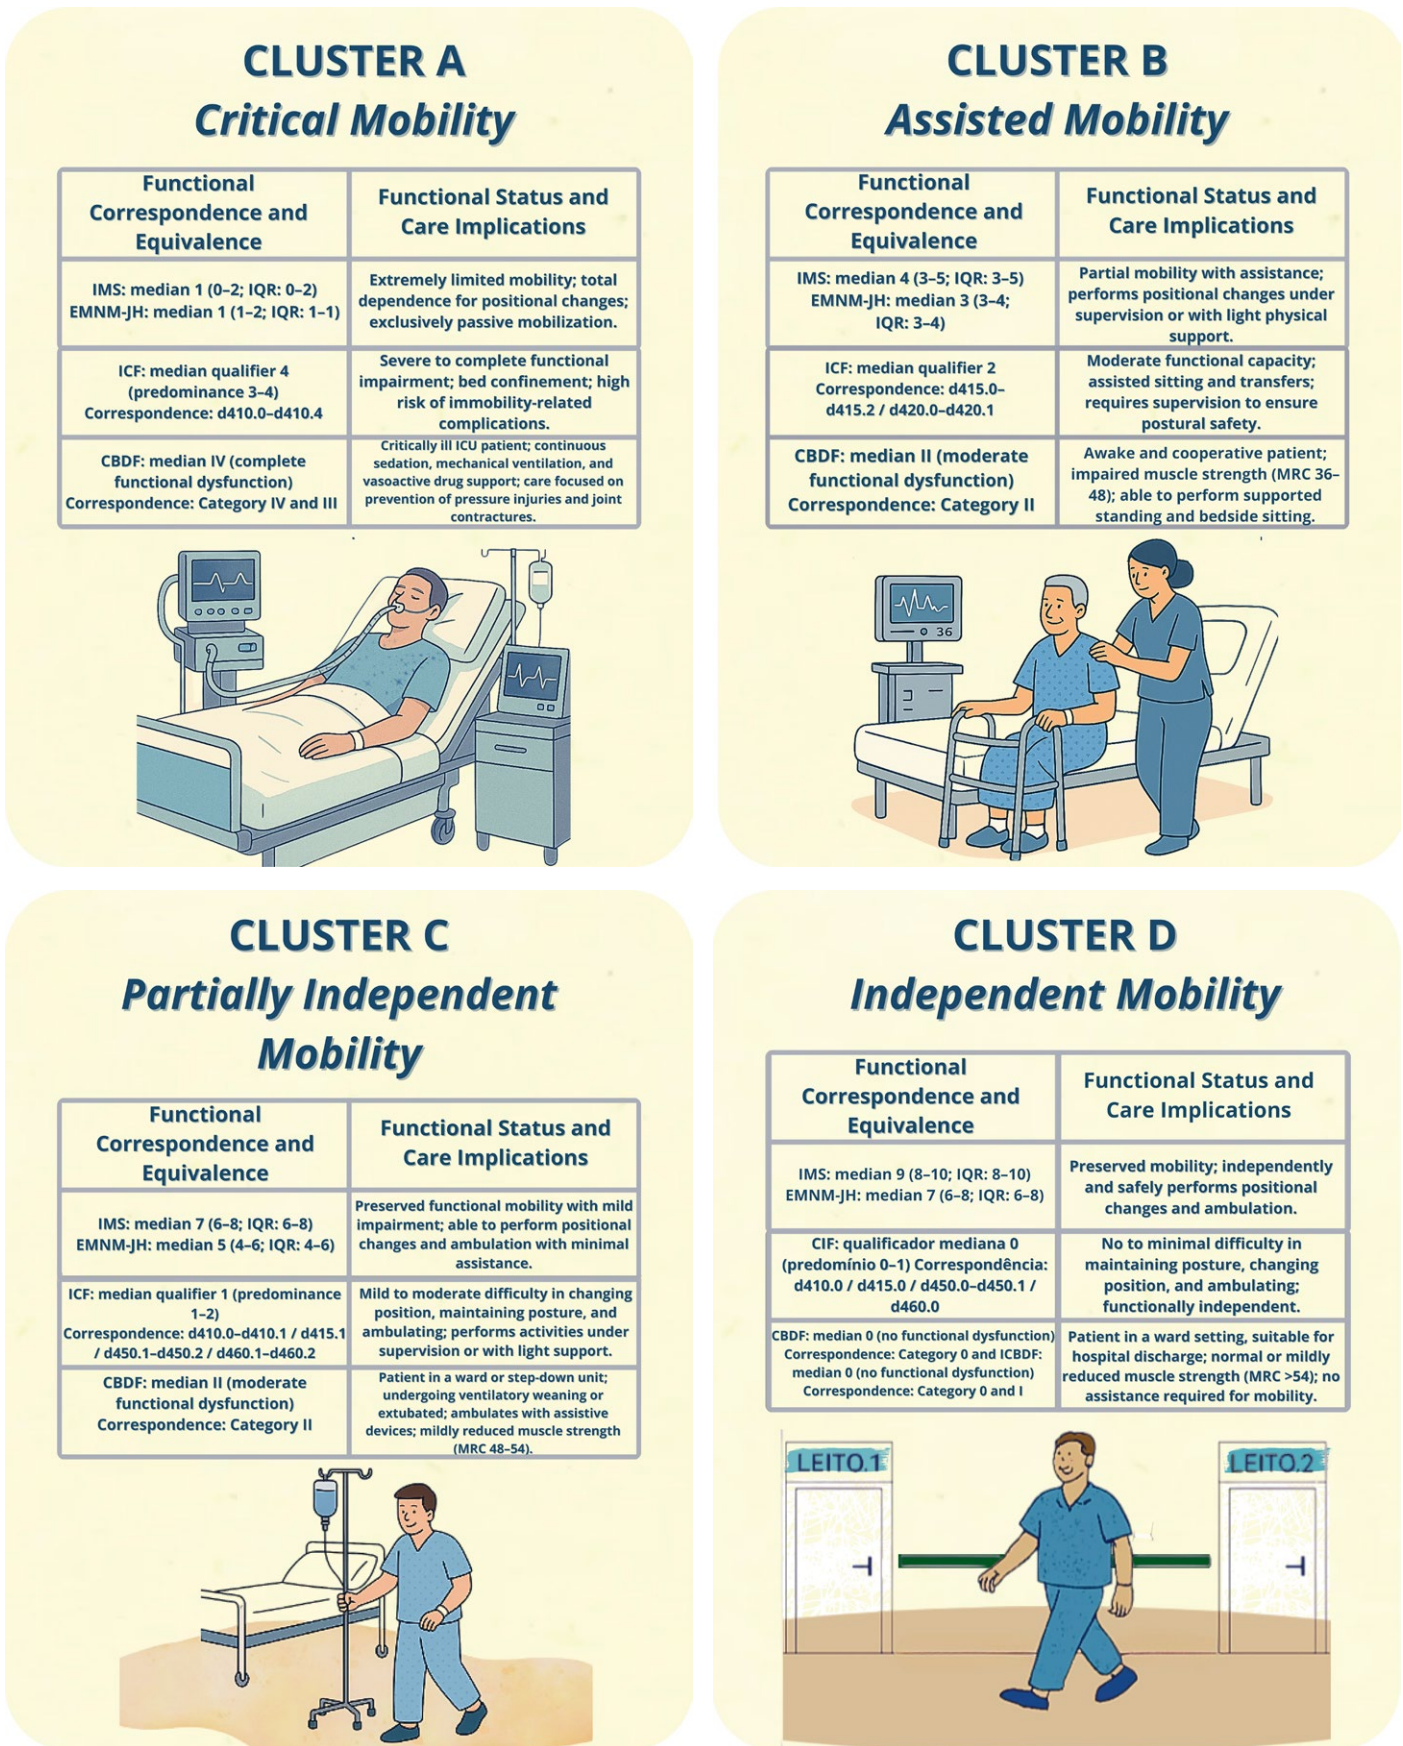 CLUSTER A
Critical Mobility
Functional
Correspondence and
Equivalence
Functional Status and
Care Implications
IMS: median 1 (0–2; IQR: 0–2)
EMNM-JH: median 1 (1–2; IQR: 1–1)
Extremely limited mobility; total
dependence for positional changes;
exclusively passive mobilization.
ICF: median qualifier 4
(predominance 3–4)
Correspondence: d410.0–d410.4
Severe to complete functional
impairment; bed confinement; high
risk of immobility-related
complications.
CBDF: median IV (complete
functional dysfunction)
Correspondence: Category IV and III
Critically ill ICU patient; continuous
sedation, mechanical ventilation, and
vasoactive drug support; care focused on
prevention of pressure injuries and joint
contractures.
CLUSTER B
Assisted Mobility
Functional
Correspondence and
Equivalence
Functional Status and
Care Implications
IMS: median 4 (3–5; IQR: 3–5)
EMNM-JH: median 3 (3–4;
IQR: 3–4)
Partial mobility with assistance;
performs positional changes under
supervision or with light physical
support.
ICF: median qualifier 2
Correspondence: d415.0–
d415.2 / d420.0–d420.1
Moderate functional capacity;
assisted sitting and transfers;
requires supervision to ensure
postural safety.
CBDF: median II (moderate
functional dysfunction)
Correspondence: Category II
Awake and cooperative patient;
impaired muscle strength (MRC 36–
48); able to perform supported
standing and bedside sitting.
36
CLUSTER C
Partially Independent
Mobility
Functional
Correspondence and
Equivalence
Functional Status and
Care Implications
IMS: median 7 (6–8; IQR: 6–8)
EMNM-JH: median 5 (4–6; IQR: 4–6)
Preserved functional mobility with mild
impairment; able to perform positional
changes and ambulation with minimal
assistance.
ICF: median qualifier 1 (predominance
1–2)
Correspondence: d410.0–d410.1 / d415.1
/ d450.1–d450.2 / d460.1–d460.2
Mild to moderate difficulty in changing
position, maintaining posture, and
ambulating; performs activities under
supervision or with light support.
CBDF: median II (moderate
functional dysfunction)
Correspondence: Category II
Patient in a ward or step-down unit;
undergoing ventilatory weaning or
extubated; ambulates with assistive
devices; mildly reduced muscle strength
(MRC 48–54).
CLUSTER D
Independent Mobility
Functional
Correspondence and
Equivalence
Functional Status and
Care Implications
IMS: median 9 (8–10; IQR: 8–10)
EMNM-JH: median 7 (6–8; IQR: 6–8)
Preserved mobility; independently
and safely performs positional
changes and ambulation.
CIF: qualificador mediana 0
(predomínio 0–1) Correspondência:
d410.0 / d415.0 / d450.0–d450.1 /
d460.0
No to minimal difficulty in
maintaining posture, changing
position, and ambulating;
functionally independent.
CBDF: median 0 (no functional dysfunction)
Correspondence: Category 0 and ICBDF:
median 0 (no functional dysfunction)
Correspondence: Category 0 and I
Patient in a ward setting, suitable for
hospital discharge; normal or mildly
reduced muscle strength (MRC >54); no
assistance required for mobility.
LEITO.1
LEITO.2